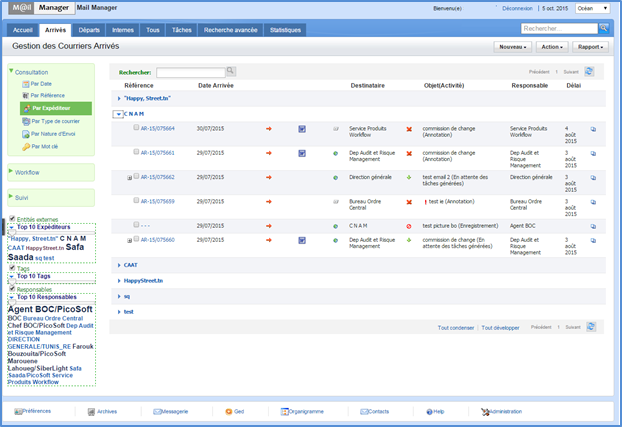 M@il Manager Mail Manager
Bienvenue) Déconnexion | 5 oct. 2015 Océan
Accueil Arrivés Départs Internes Tous Tâches Recherche avancée Statistiques Rechercher...
Gestion des Courriers Arrivés Nouveau Action Rapport
Consultation
Par Date
Par Référence
Par Expéditeur
Par Type de courrier
Par Nature d'Envoi
Par Mot clé
Workflow
Suivi
Entités externes
Top 10 Expéditeurs
"Happy, Street.In" C N A M
CAAT HappyStreet.tn Safa
Saada sq test
Tags
Top 10 Tags
Responsables
Top 10 Responsables
Agent BOC/PicoSoft
BOC Bureau Ordre Central
Chef BOC/PicoSoft Dep Audit
et Risque Management
DIRECTION
GENERALE/TUNIS_RE Farouk
Bouzouita/PicoSoft
Marouene
Lahoueg/SiberLight Safa
Saada/PicoSoft Service
Produits Workflow
Rechercher: Précédent 1 Suivant
Référence Date Arrivée Destinataire Objet(Activité) Responsable Délai
"Happy, Street.In"
C N A M
AR-15/075664 30/07/2015 Service Produits Workflow commission de change (Annotation) Service Produits Workflow 4 août 2015
AR-15/075661 29/07/2015 Dep Audit et Risque Management commission de change (Annotation) Dep Audit et Risque Management 3 août 2015
AR-15/075662 29/07/2015 Direction générale test email 2 (En attente des tâches générées) Direction générale 3 août 2015
AR-15/075659 29/07/2015 Bureau Ordre Central ! test ie (Annotation) Bureau Ordre Central 3 août 2015
- - - 29/07/2015 C N A M test picture bo (Enregistrement) Agent BOC
AR-15/075660 29/07/2015 Dep Audit et Risque Management commission de change (En attente des tâches générées) Dep Audit et Risque Management 3 août 2015
CAAT
HappyStreet.tn
sq
test
Tout condenser | Tout développer Précédent 1 Suivant
Préférences Archives Messagerie Ged Organigramme Contacts Help Administration